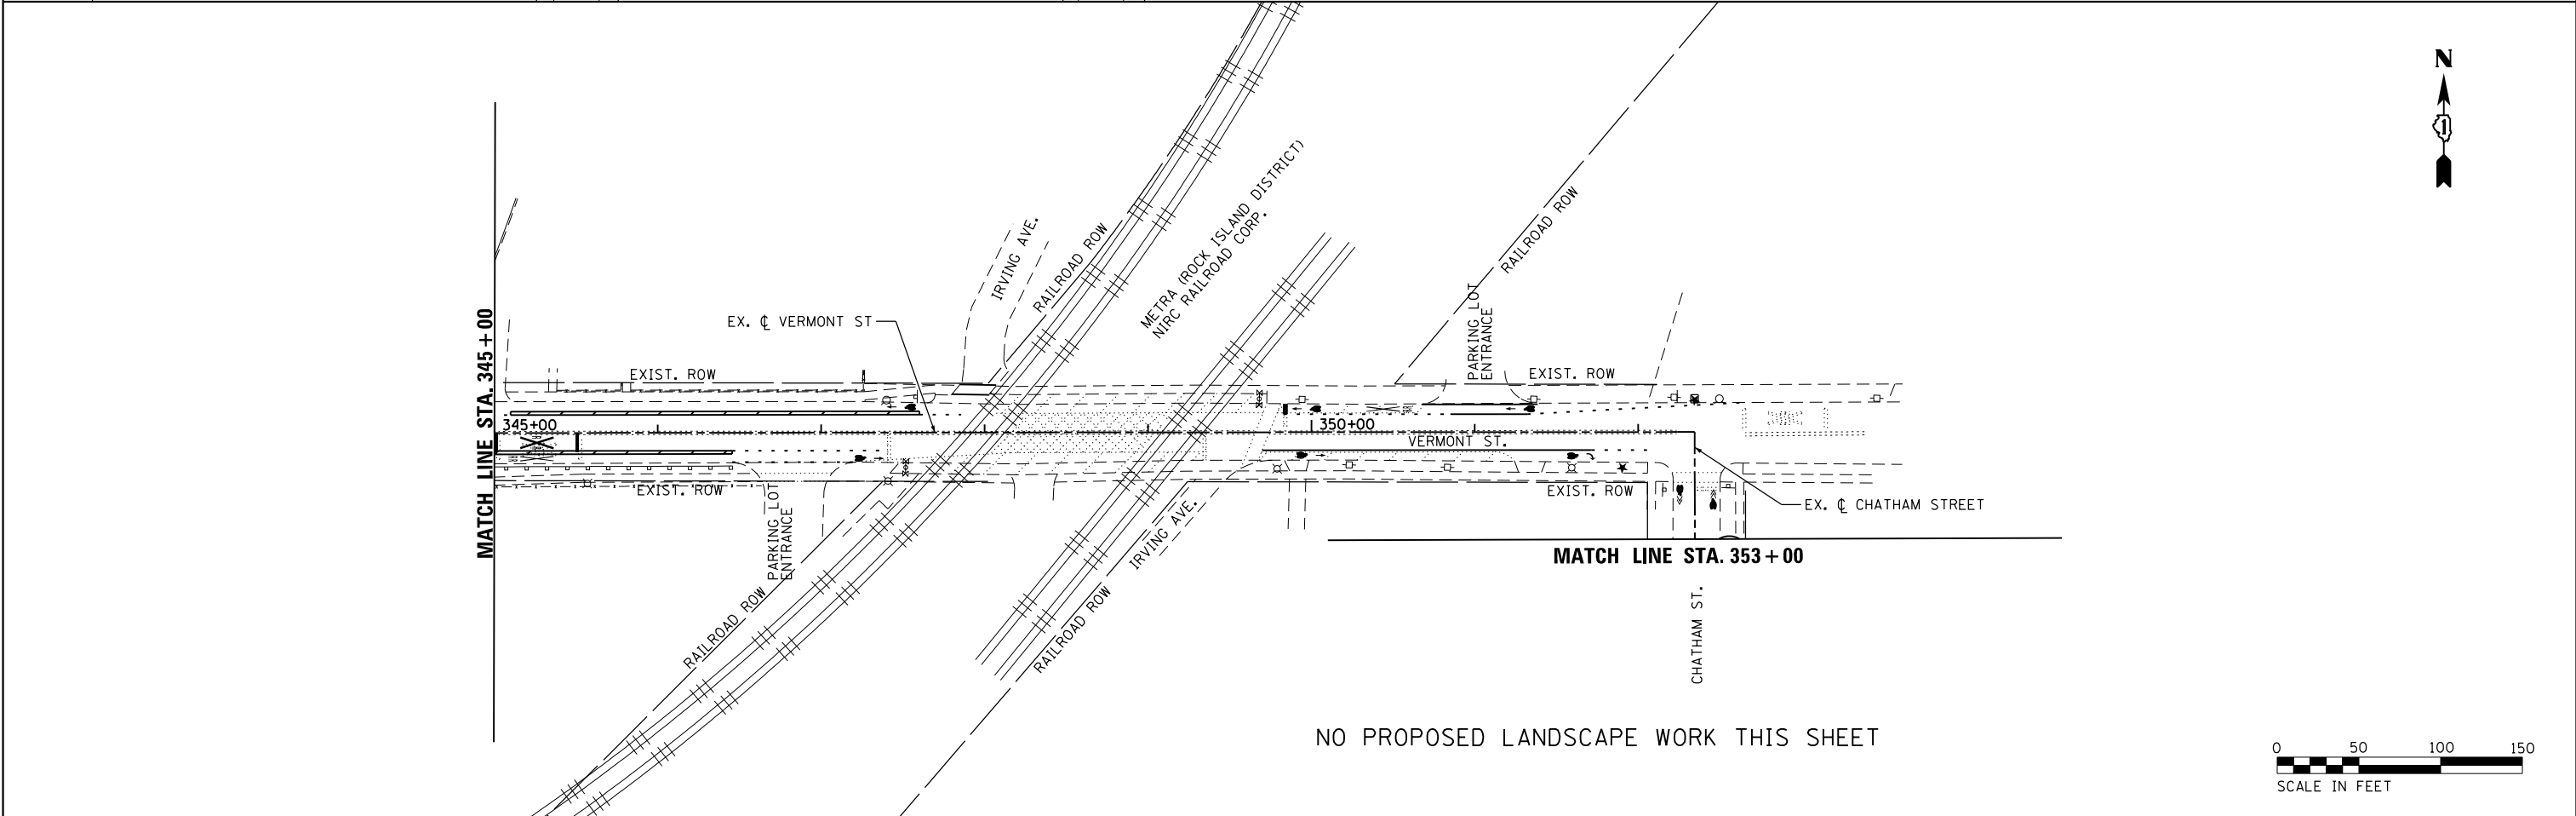 N
1
METRA (ROCK ISLAND DISTRICT)
NIRC RAILROAD CORP.
IRVING AVE.
RAILROAD ROW
RAILROAD ROW
EX. ℄ VERMONT ST
PARKING LOT
ENTRANCE
MATCH LINE STA. 345+00
EXIST. ROW
EXIST. ROW
345+00
350+00
VERMONT ST.
EXIST. ROW
EXIST. ROW
PARKING LOT
ENTRANCE
IRVING AVE.
EX. ℄ CHATHAM STREET
MATCH LINE STA. 353+00
RAILROAD ROW
RAILROAD ROW
CHATHAM ST.
NO PROPOSED LANDSCAPE WORK THIS SHEET
0 50 100 150
SCALE IN FEET